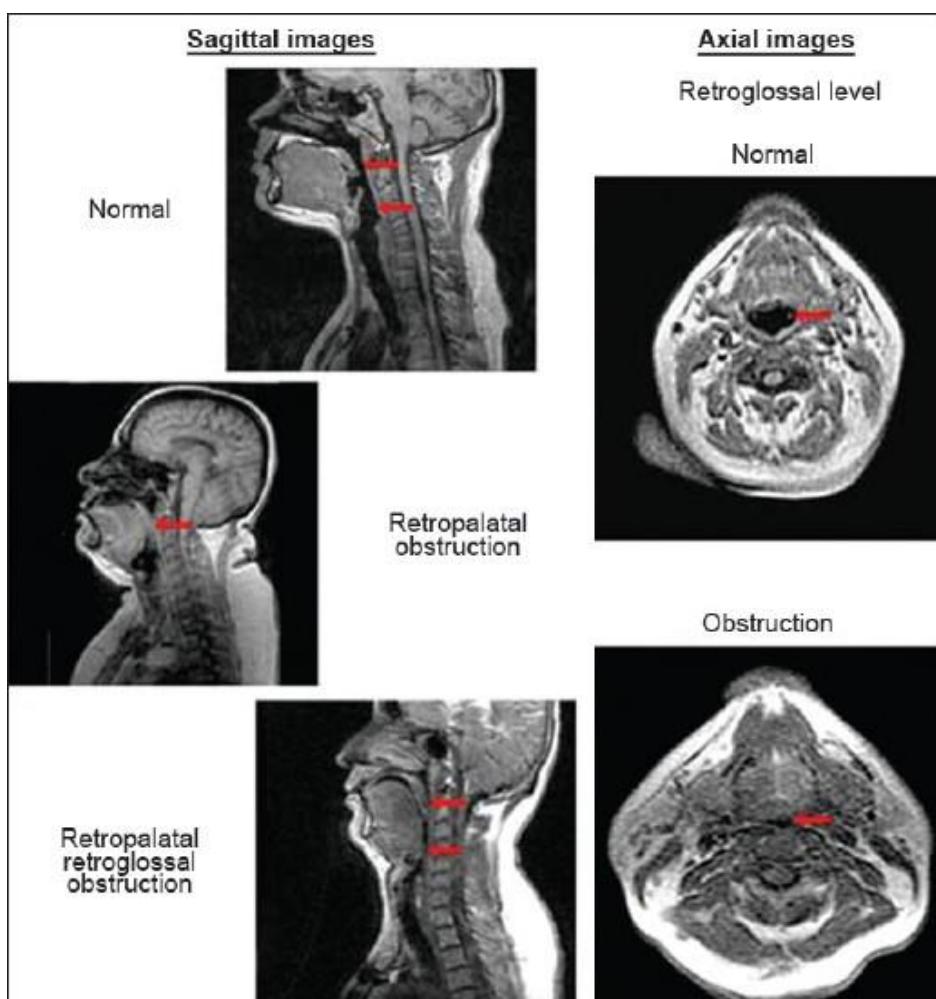 Sagittal images
Axial images
Retroglossal level
Normal
Normal
Retropalatal
obstruction
Obstruction
Retropalatal
retroglossal
obstruction